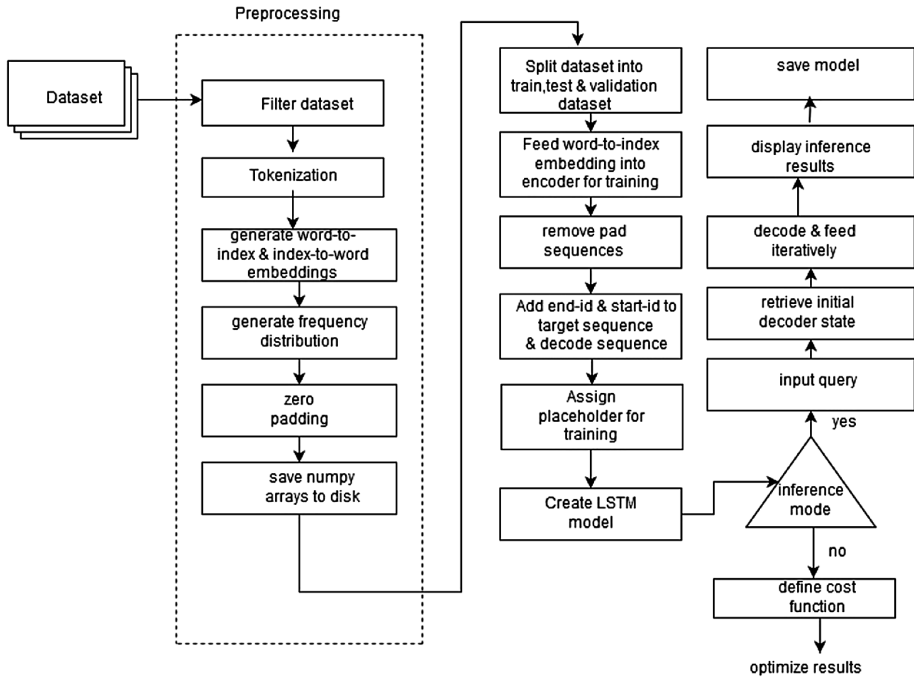 Preprocessing
Dataset
Filter dataset
Tokenization
generate word-to-
index & index-to-word
embeddings
generate frequency
distribution
zero
padding
save numpy
arrays to disk
Split dataset into
train,test & validation
dataset
Feed word-to-index
embedding into
encoder for training
remove pad
sequences
Add end-id & start-id to
target sequence
& decode sequence
Assign
placeholder for
training
Create LSTM
model
save model
display inference
results
decode & feed
iteratively
retrieve initial
decoder state
input query
yes
inference
mode
no
define cost
function
optimize results